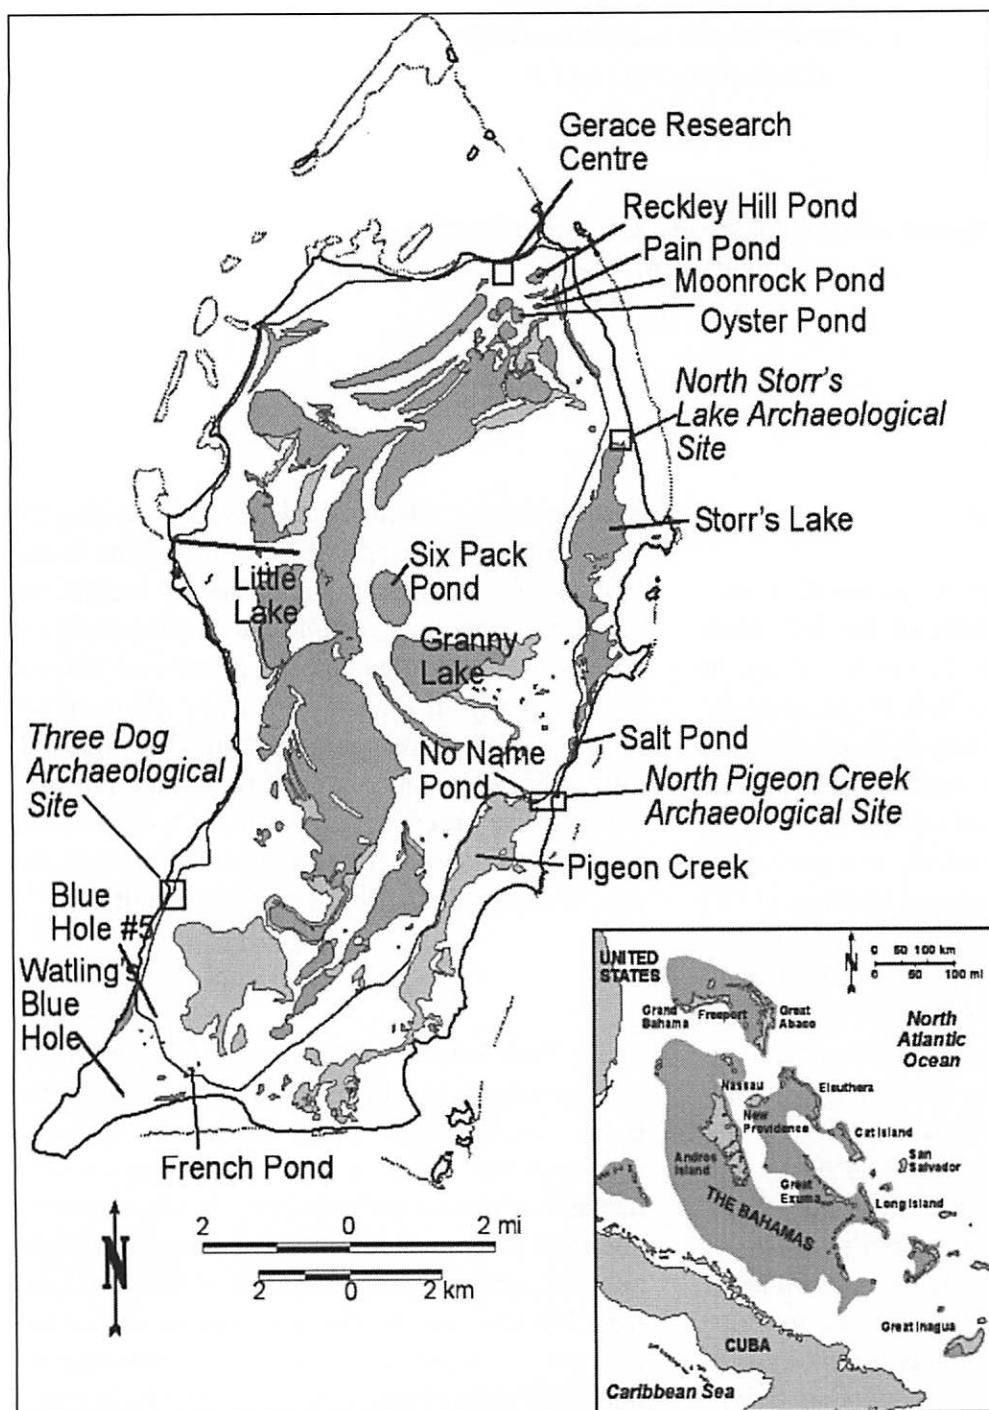 Gerace Research
Centre
Reckley Hill Pond
Pain Pond
Moonrock Pond
Oyster Pond
North Storr's
Lake Archaeological
Site
Storr's Lake
Six Pack
Pond
Little
Lake
Granny
Lake
Three Dog
Archaeological
Site
Salt Pond
No Name
Pond
North Pigeon Creek
Archaeological Site
Pigeon Creek
Blue
Hole #5
Watling's
Blue
Hole
French Pond
N
2 0 2 mi
2 0 2 km
UNITED
STATES
N
0 50 100 km
0 50 100 mi
Grand
Bahama
Freeport
Great
Abaco
North
Atlantic
Ocean
Nassau
Eleuthera
New
Providence
Cat Island
Andros
Island
San
Salvador
Great
Exuma
Long Island
THE BAHAMAS
Great Inagua
CUBA
Caribbean Sea